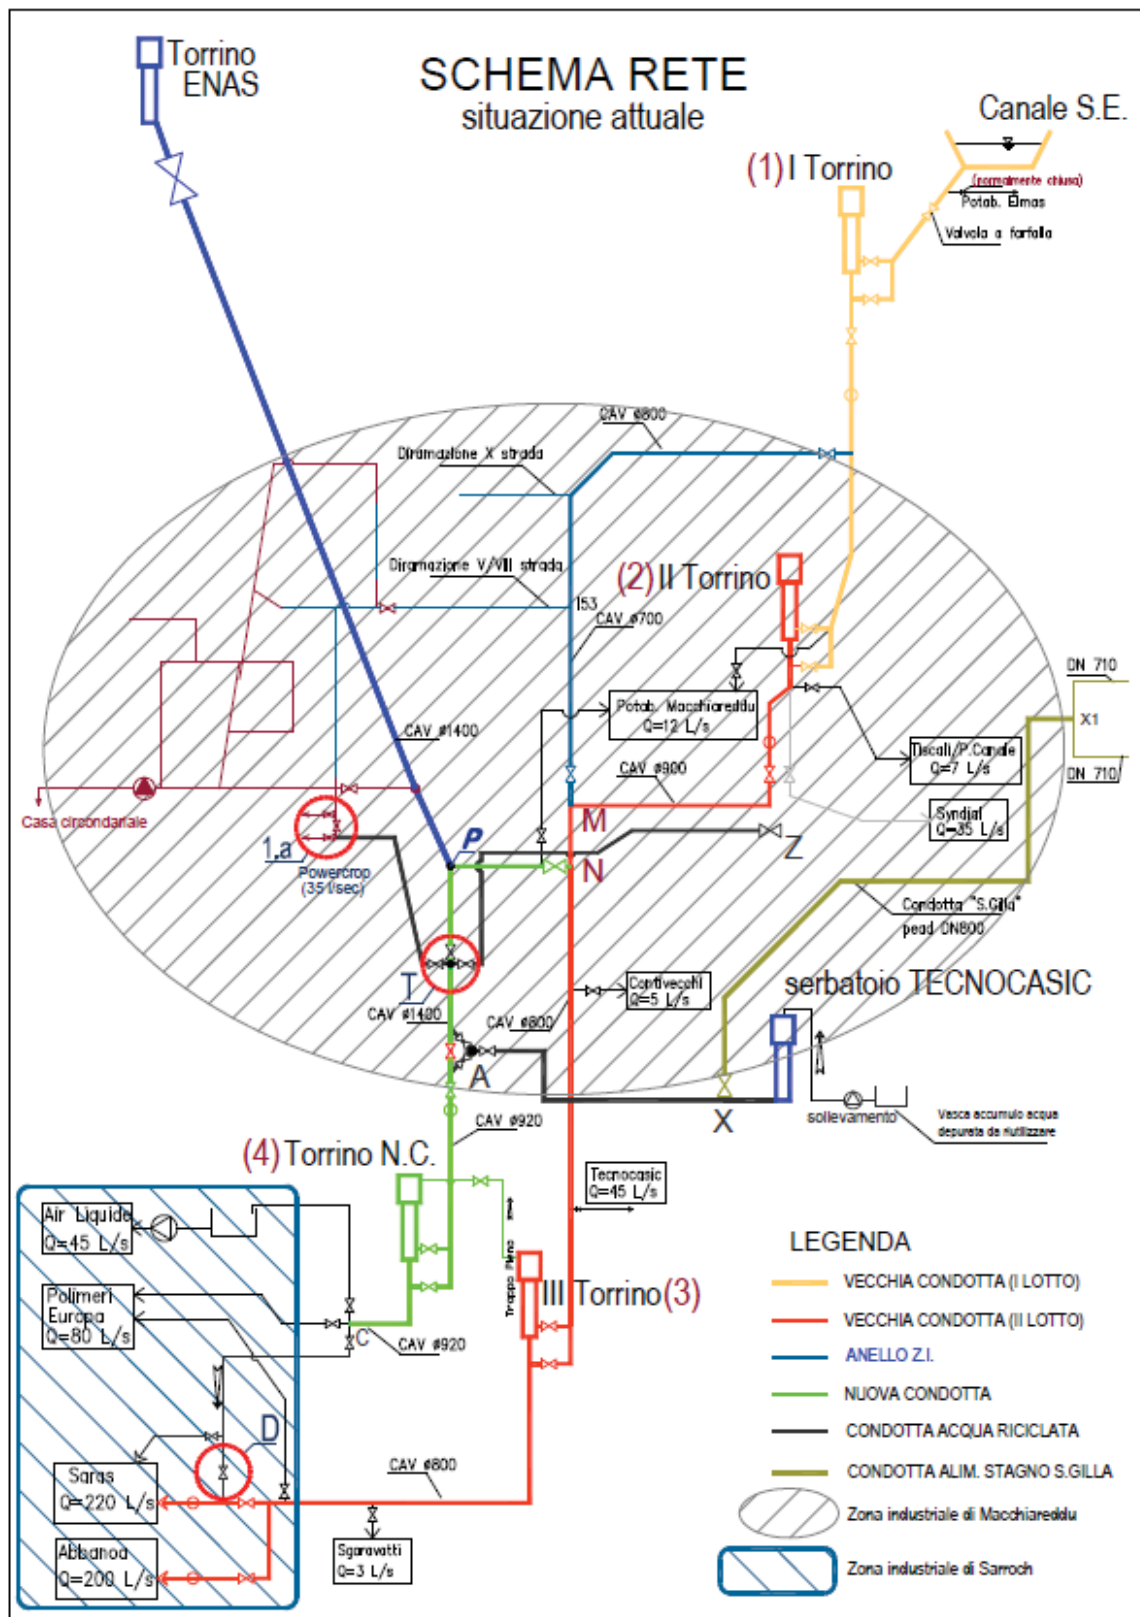 Torrino
ENAS
SCHEMA RETE
situazione attuale
Canale S.E.
(1) I Torrino
(normalmente chiusa)
Potab. Elmas
Valvola a farfalla
CAV ø800
Diramazione X strada
Diramazione V/VIII strada
(2) II Torrino
153
CAV ø700
DN 710
Potab. Macchiareddu
Q=12 L/s
X1
CAV ø1400
CAV ø900
Tiscali/P.Canale
Q=7 L/s
DN 710
Casa circondariale
M
Syndial
Q=35 L/s
1.a
P
Z
Powercrop
(35 l/sec)
N
Condotta "S.Gilla"
pead DN800
T
Contivecchi
Q=5 L/s
serbatoio TECNOCASIC
CAV ø1400
CAV ø800
A
X
sollevamento
Vasca accumulo acqua
depurata da riutilizzare
CAV ø920
(4) Torrino N.C.
Tecnocasic
Q=45 L/s
Air Liquide
Q=45 L/s
Troppo Pieno
LEGENDA
III Torrino (3)
VECCHIA CONDOTTA (I LOTTO)
Polimeri
Europa
Q=80 L/s
VECCHIA CONDOTTA (II LOTTO)
C
CAV ø920
ANELLO Z.I.
NUOVA CONDOTTA
D
CONDOTTA ACQUA RICICLATA
CAV ø800
CONDOTTA ALIM. STAGNO S.GILLA
Saras
Q=220 L/s
Zona industriale di Macchiareddu
Abbanoa
Q=200 L/s
Sgaravatti
Q=3 L/s
Zona industriale di Sarroch